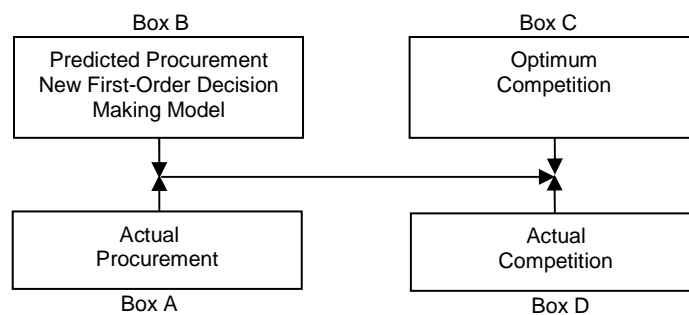 Box B
Predicted Procurement
New First-Order Decision
Making Model
Box C
Optimum
Competition
Actual
Procurement
Box A
Actual
Competition
Box D